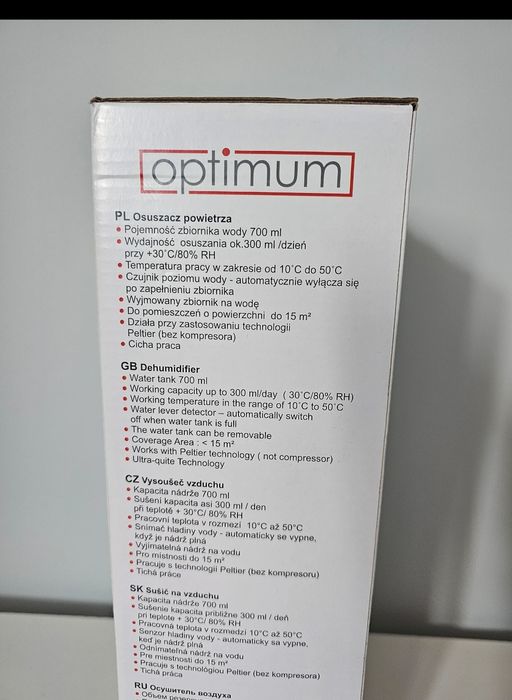 optimum
PL Osuszacz powietrza
• Pojemność zbiornika wody 700 ml
• Wydajność osuszania ok.300 ml /dzień
przy +30°C/80% RH
• Temperatura pracy w zakresie od 10°C do 50°C
• Czujnik poziomu wody - automatycznie wyłącza się
po zapełnieniu zbiornika
• Wyjmowany zbiornik na wodę
• Do pomieszczeń o powierzchni do 15 m²
• Działa przy zastosowaniu technologii
Peltier (bez kompresora)
• Cicha praca
GB Dehumidifier
• Water tank 700 ml
• Working capacity up to 300 ml/day ( 30°C/80% RH)
• Working temperature in the range of 10°C to 50°C
• Water lever detector – automatically switch
off when water tank is full
• The water tank can be removable
• Coverage Area : < 15 m²
• Works with Peltier technology ( not compressor)
• Ultra-quite Technology
CZ Vysoušeč vzduchu
• Kapacita nádrže 700 ml
• Sušení kapacita asi 300 ml / den
při teplotě + 30°C/ 80% RH
• Pracovní teplota v rozmezí 10°C až 50°C
• Snímač hladiny vody - automaticky se vypne,
když je nádrž plná
• Vyjímatelná nádrž na vodu
• Pro místnosti do 15 m²
• Pracuje s technologií Peltier (bez kompresoru)
• Tichá práce
SK Sušič na vzduchu
• Kapacita nádrže 700 ml
• Sušenie kapacita približne 300 ml / deň
pri teplote + 30°C/ 80% RH
• Pracovná teplota v rozmedzí 10°C až 50°C
• Senzor hladiny vody - automaticky sa vypne,
keď je nádrž plná
• Odnímateľná nádrž na vodu
• Pre miestnosti do 15 m²
• Pracuje s technológiou Peltier (bez kompresora)
• Tichá práca
RU Осушитель воздуха
• Объем